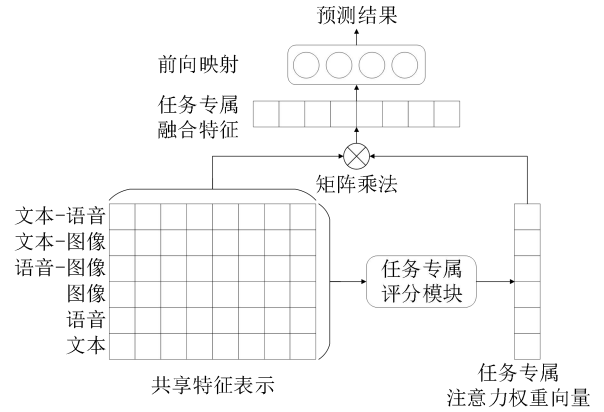 预测结果
前向映射
任务专属
融合特征
矩阵乘法
文本-语音
文本-图像
语音-图像
图像
语音
文本
任务专属
评分模块
共享特征表示
任务专属
注意力权重向量